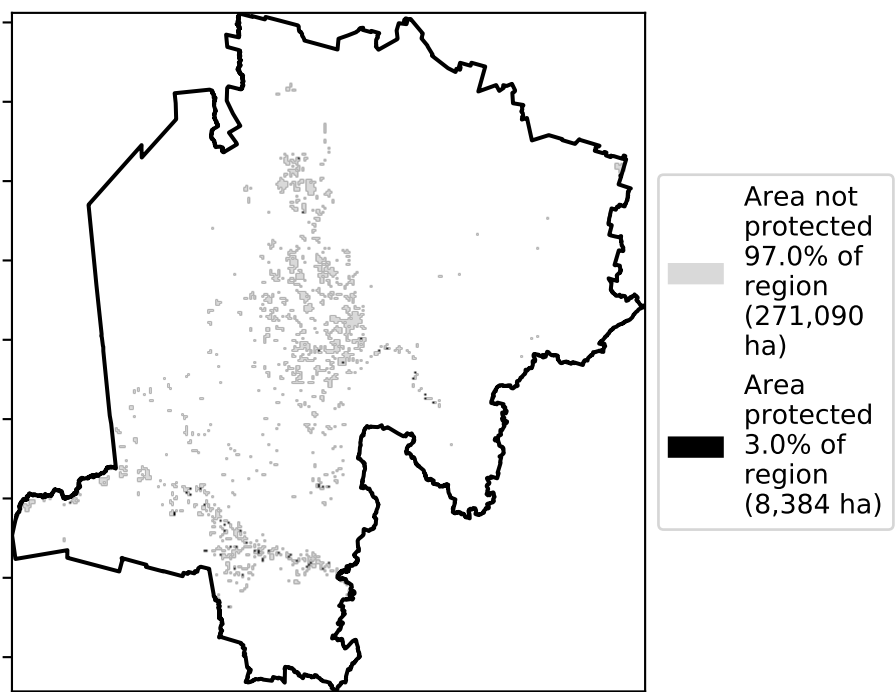 Area not
protected
97.0% of
region
(271,090
ha)
Area
protected
3.0% of
region
(8,384 ha)